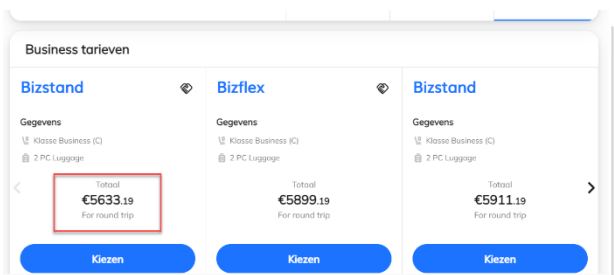 Business tarieven
Bizstand
Gegevens
Klasse Business (C)
2 PC Luggage
Totaal
€5633.19
For round trip
Kiezen
Bizflex
Gegevens
Klasse Business (C)
2 PC Luggage
Totaal
€5899.19
For round trip
Kiezen
Bizstand
Gegevens
Klasse Business (C)
2 PC Luggage
Totaal
€5911.19
For round trip
Kiezen